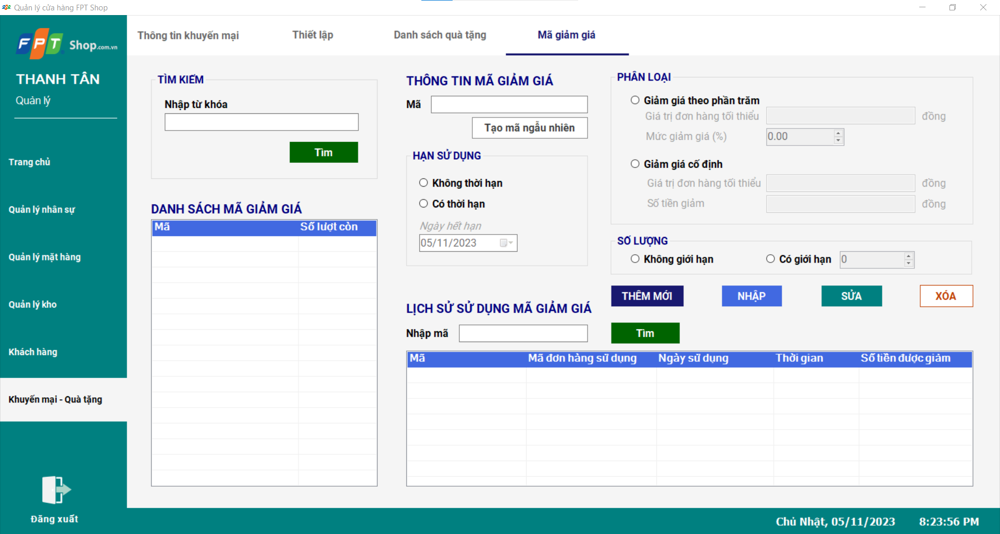 Quản lý cửa hàng FPT Shop
FPT Shop.com.vn
THANH TÂN
Quản lý
Trang chủ
Quản lý nhân sự
Quản lý mặt hàng
Quản lý kho
Khách hàng
Khuyến mại - Quà tặng
Đăng xuất
Thông tin khuyến mại
Thiết lập
Danh sách quà tặng
Mã giảm giá
TÌM KIẾM
Nhập từ khóa
Tìm
DANH SÁCH MÃ GIẢM GIÁ
Mã
Số lượt còn
THÔNG TIN MÃ GIẢM GIÁ
Mã
Tạo mã ngẫu nhiên
HẠN SỬ DỤNG
Không thời hạn
Có thời hạn
Ngày hết hạn
05/11/2023
PHÂN LOẠI
Giảm giá theo phần trăm
Giá trị đơn hàng tối thiểu
đồng
Mức giảm giá (%)
0.00
Giảm giá cố định
Giá trị đơn hàng tối thiểu
đồng
Số tiền giảm
đồng
SỐ LƯỢNG
Không giới hạn
Có giới hạn
0
THÊM MỚI
NHẬP
SỬA
XÓA
LỊCH SỬ SỬ DỤNG MÃ GIẢM GIÁ
Nhập mã
Tìm
Mã
Mã đơn hàng sử dụng
Ngày sử dụng
Thời gian
Số tiền được giảm
Chủ Nhật, 05/11/2023
8:23:56 PM